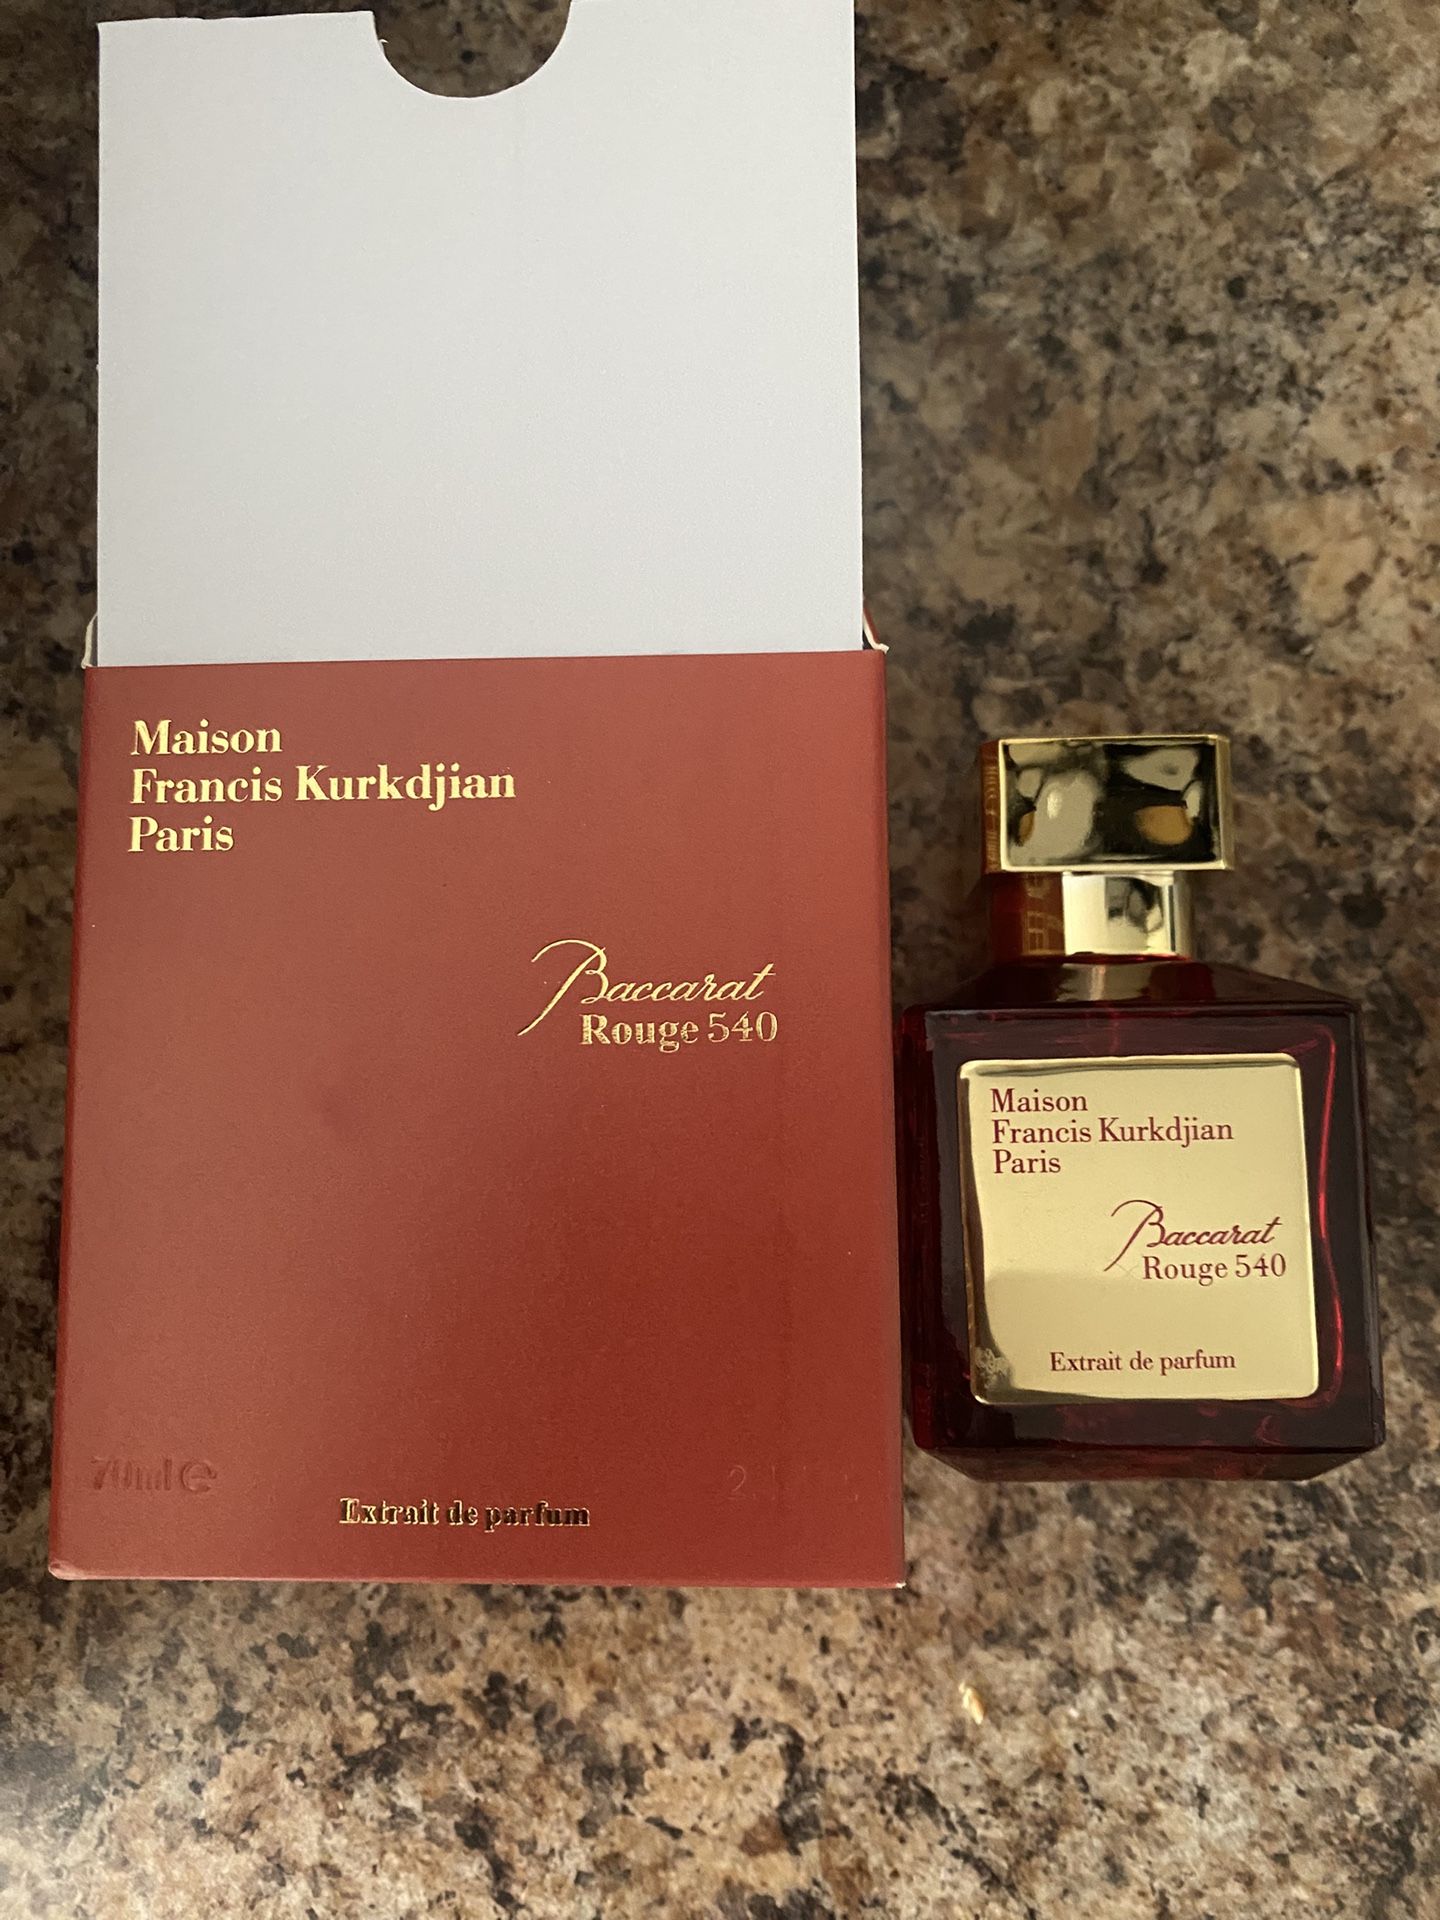 Maison
Francis Kurkdjian
Paris
Baccarat
Rouge 540
70ml e
Extrait de parfum
Maison
Francis Kurkdjian
Paris
Baccarat
Rouge 540
Extrait de parfum